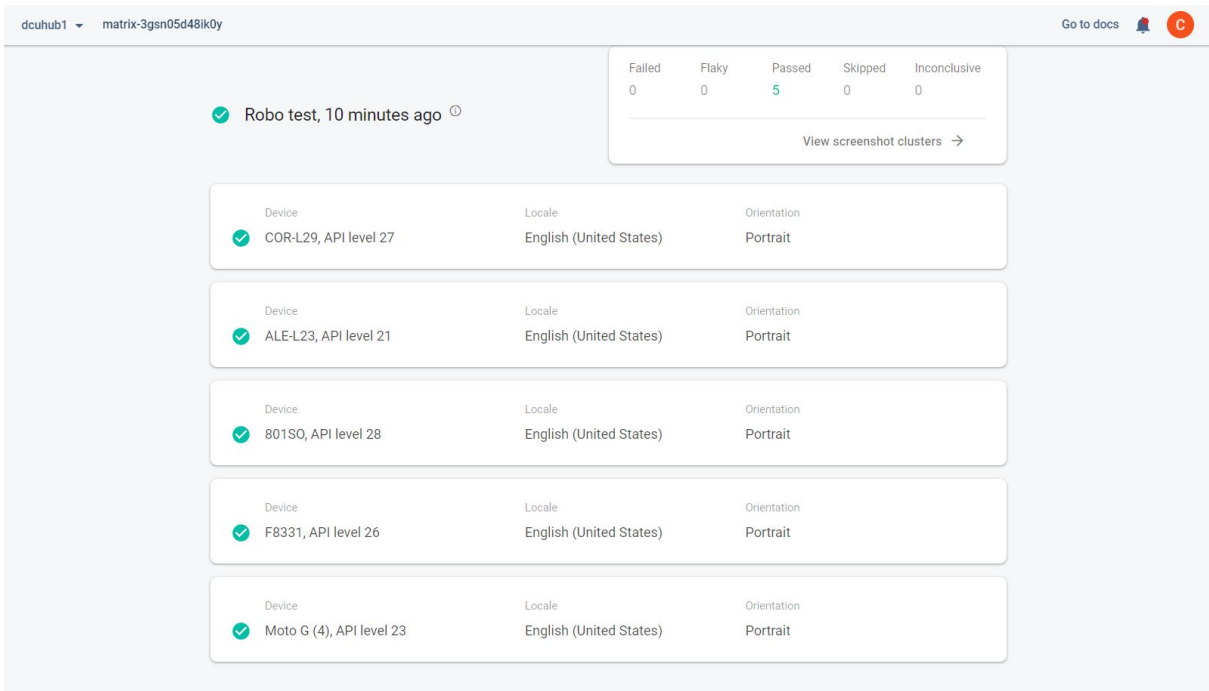 dcuhub1 matrix-3gsn05d48ik0y Go to docs C
Failed Flaky Passed Skipped Inconclusive
0 0 5 0 0
Robo test, 10 minutes ago
View screenshot clusters
Device Locale Orientation
COR-L29, API level 27 English (United States) Portrait
Device Locale Orientation
ALE-L23, API level 21 English (United States) Portrait
Device Locale Orientation
801SO, API level 28 English (United States) Portrait
Device Locale Orientation
F8331, API level 26 English (United States) Portrait
Device Locale Orientation
Moto G (4), API level 23 English (United States) Portrait